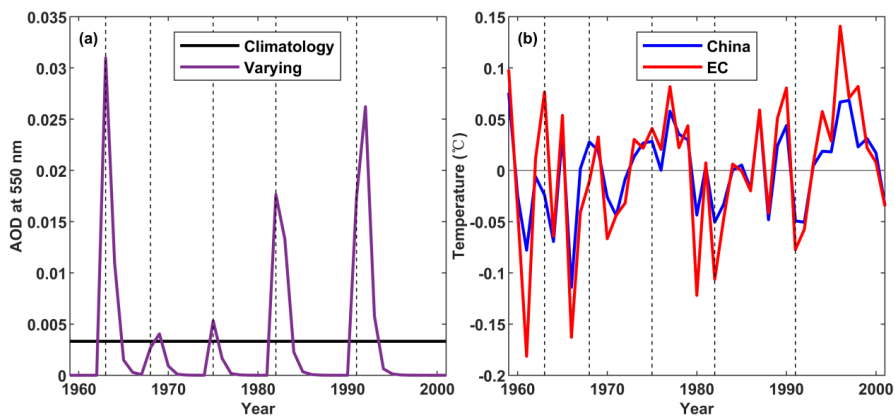 (a)
Climatology
Varying
AOD at 550 nm
0.035
0.03
0.025
0.02
0.015
0.01
0.005
0
1960
1970
1980
1990
2000
Year
(b)
China
EC
Temperature (℃)
0.15
0.1
0.05
0
-0.05
-0.1
-0.15
-0.2
1960
1970
1980
1990
2000
Year